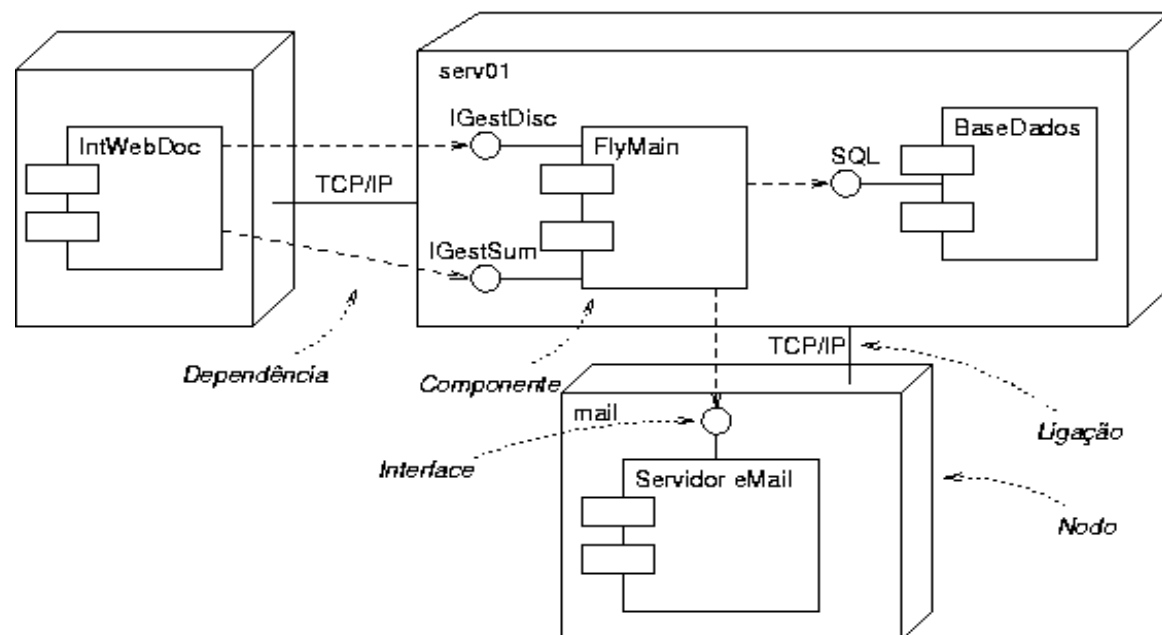 serv01
IGestDisc
IntWebDoc
FlyMain
BaseDados
SQL
TCP/IP
IGestSum
TCP/IP
Dependência
Componente
mail
Ligação
Interface
Servidor eMail
Nodo